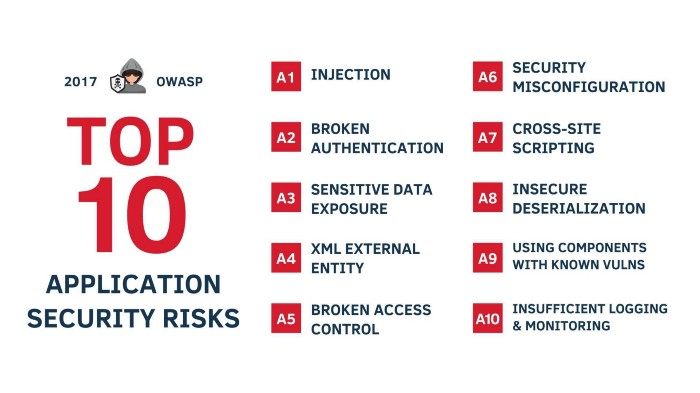 2017 OWASP
TOP
10
APPLICATION
SECURITY RISKS
A1 INJECTION
A2 BROKEN
AUTHENTICATION
A3 SENSITIVE DATA
EXPOSURE
A4 XML EXTERNAL
ENTITY
A5 BROKEN ACCESS
CONTROL
A6 SECURITY
MISCONFIGURATION
A7 CROSS-SITE
SCRIPTING
A8 INSECURE
DESERIALIZATION
A9 USING COMPONENTS
WITH KNOWN VULNS
A10 INSUFFICIENT LOGGING
& MONITORING